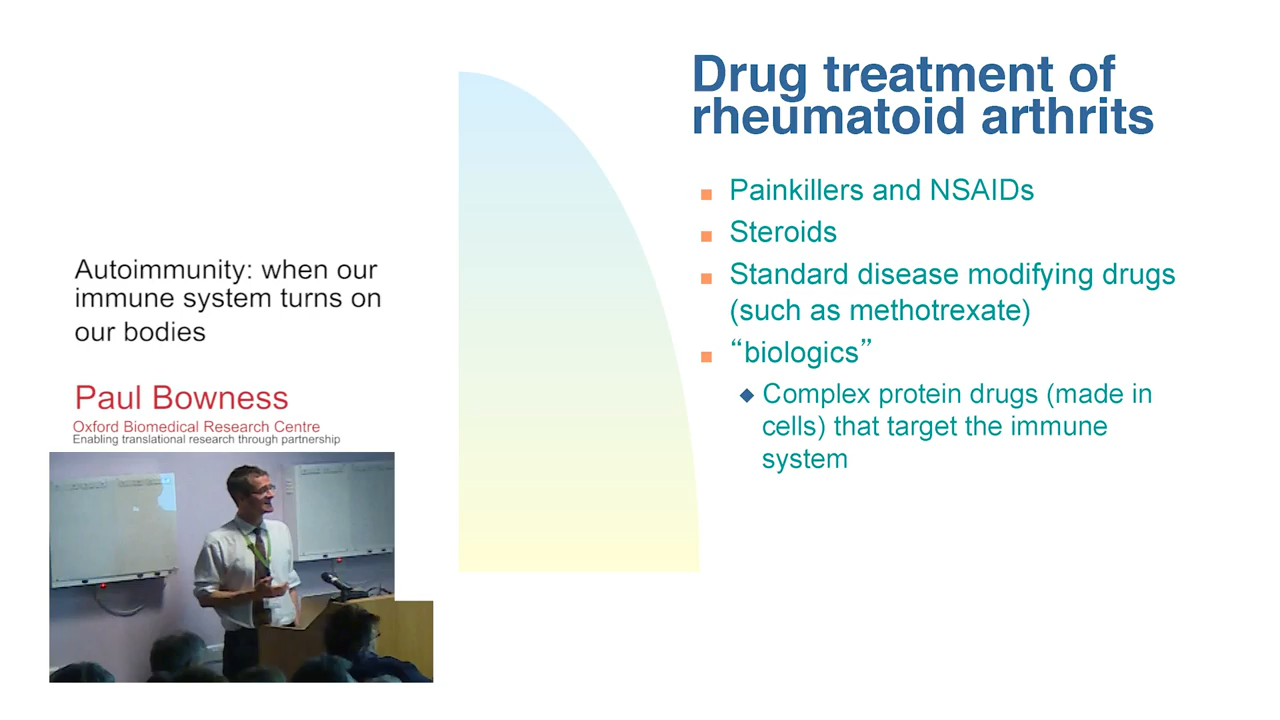 Drug treatment of
rheumatoid arthrits
Painkillers and NSAIDs
Steroids
Standard disease modifying drugs
(such as methotrexate)
“biologics”
Complex protein drugs (made in
cells) that target the immune
system
Autoimmunity: when our
immune system turns on
our bodies
Paul Bowness
Oxford Biomedical Research Centre
Enabling translational research through partnership